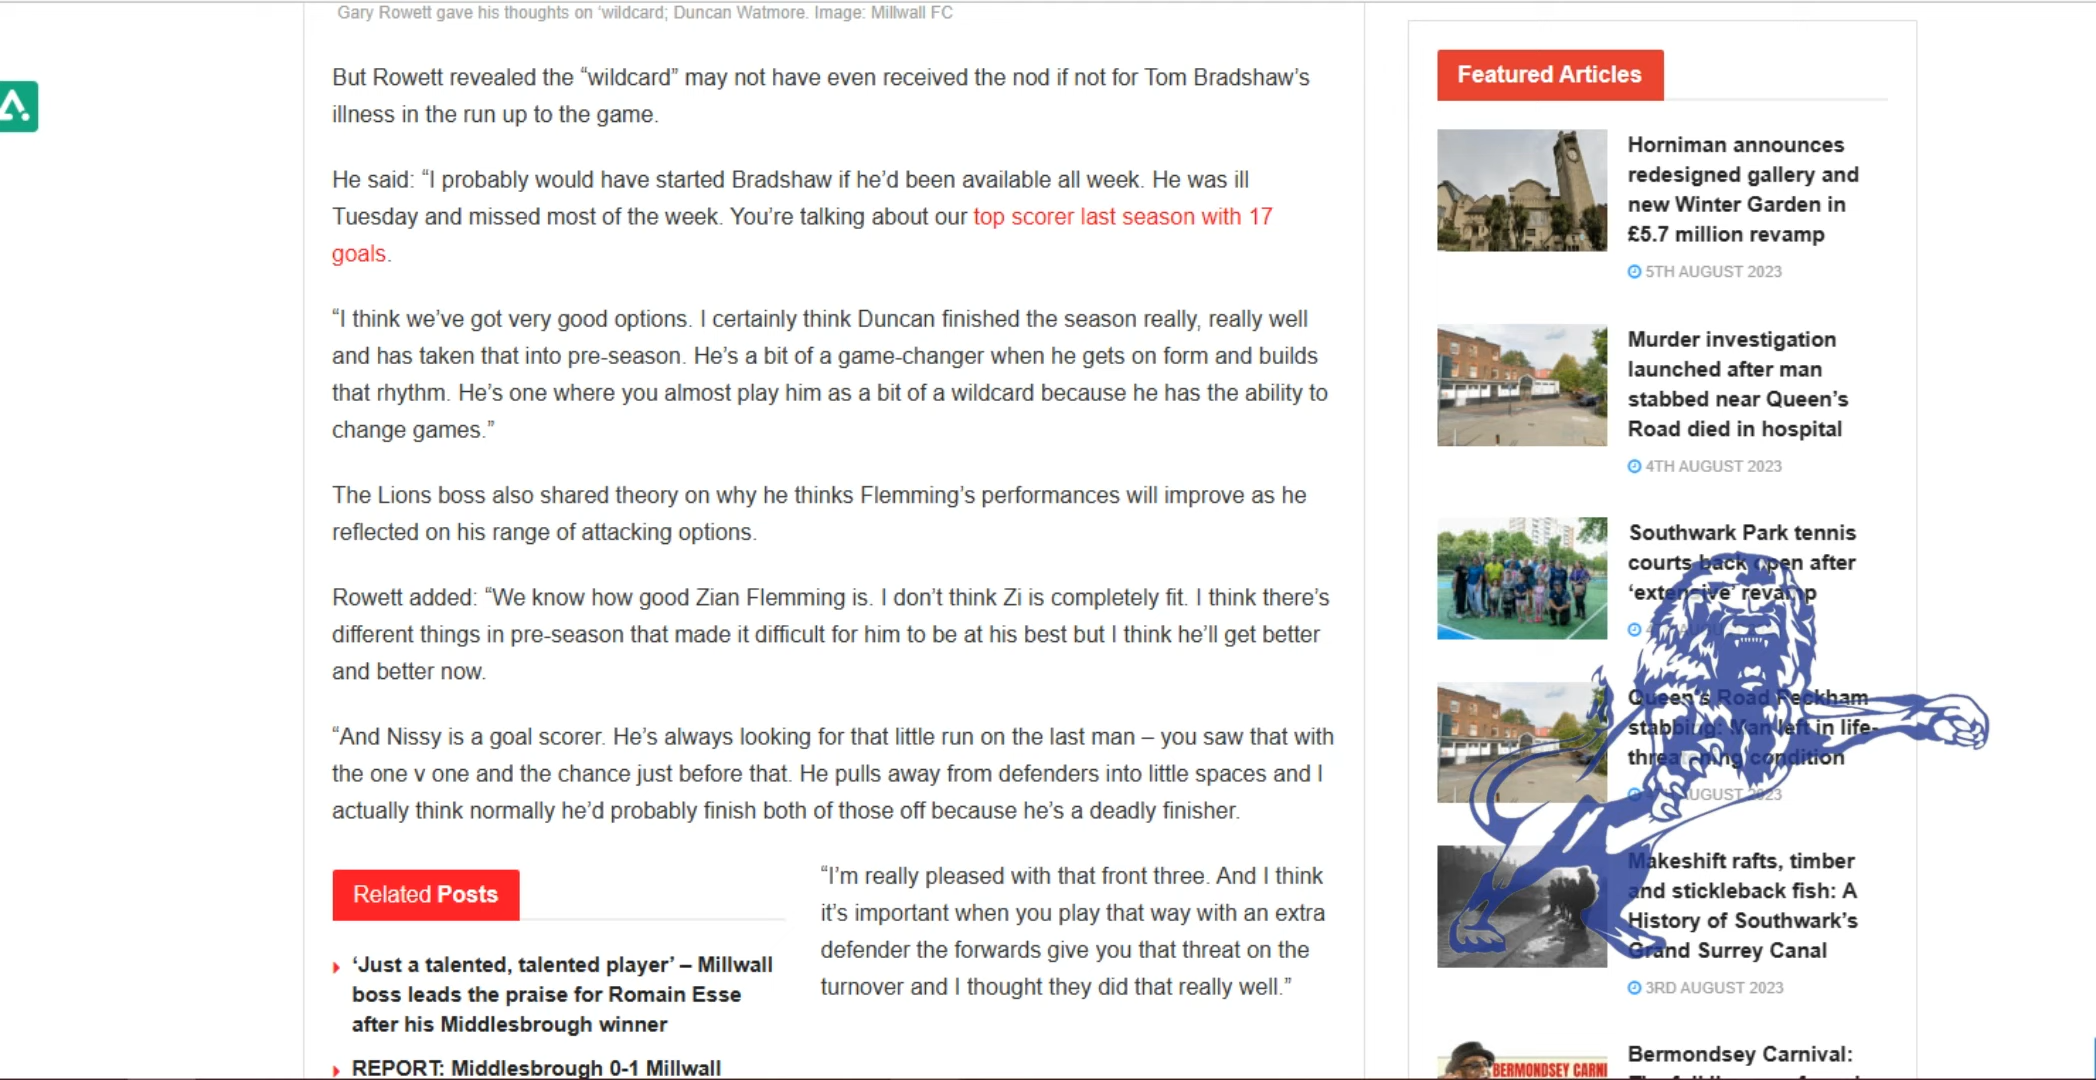 Gary Rowett gave his thoughts on ‘wildcard; Duncan Watmore. Image: Millwall FC
But Rowett revealed the “wildcard” may not have even received the nod if not for Tom Bradshaw’s
illness in the run up to the game.
He said: “I probably would have started Bradshaw if he’d been available all week. He was ill
Tuesday and missed most of the week. You’re talking about our top scorer last season with 17
goals.
“I think we’ve got very good options. I certainly think Duncan finished the season really, really well
and has taken that into pre-season. He’s a bit of a game-changer when he gets on form and builds
that rhythm. He’s one where you almost play him as a bit of a wildcard because he has the ability to
change games.”
The Lions boss also shared theory on why he thinks Flemming’s performances will improve as he
reflected on his range of attacking options.
Rowett added: “We know how good Zian Flemming is. I don’t think Zi is completely fit. I think there’s
different things in pre-season that made it difficult for him to be at his best but I think he’ll get better
and better now.
“And Nissy is a goal scorer. He’s always looking for that little run on the last man – you saw that with
the one v one and the chance just before that. He pulls away from defenders into little spaces and I
actually think normally he’d probably finish both of those off because he’s a deadly finisher.
“I’m really pleased with that front three. And I think
it’s important when you play that way with an extra
defender the forwards give you that threat on the
turnover and I thought they did that really well.”
Related Posts
‘Just a talented, talented player’ – Millwall
boss leads the praise for Romain Esse
after his Middlesbrough winner
REPORT: Middlesbrough 0-1 Millwall
Featured Articles
Horniman announces
redesigned gallery and
new Winter Garden in
£5.7 million revamp
5TH AUGUST 2023
Murder investigation
launched after man
stabbed near Queen’s
Road died in hospital
4TH AUGUST 2023
Southwark Park tennis
courts back open after
‘extensive’ revamp
Queen’s Road Peckham
stabbing: Man left in life-
threatening condition
AUGUST 2023
Makeshift rafts, timber
and stickleback fish: A
History of Southwark’s
Grand Surrey Canal
3RD AUGUST 2023
BERMONDSEY CARNI
Bermondsey Carnival: